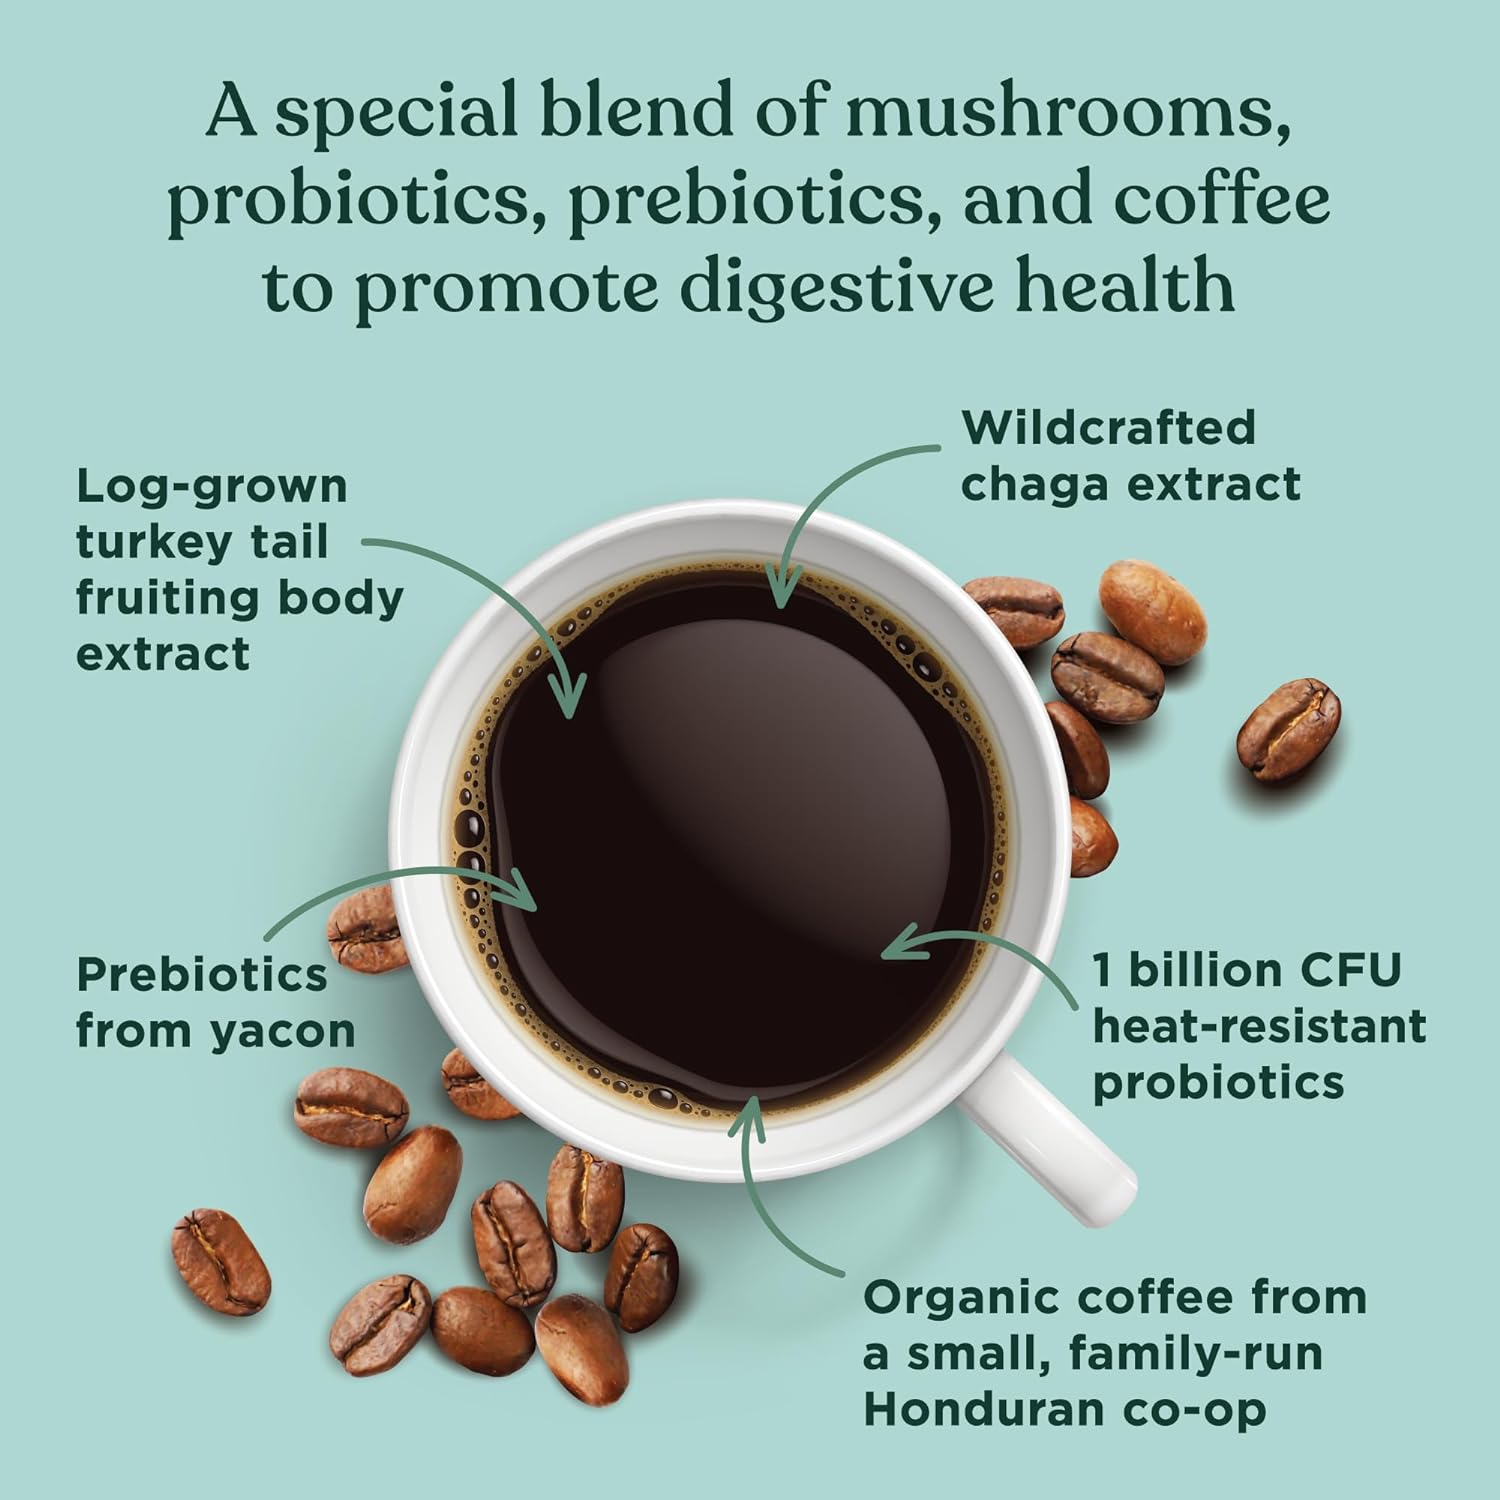 A special blend of mushrooms,
probiotics, prebiotics, and coffee
to promote digestive health
Wildcrafted
chaga extract
Log-grown
turkey tail
fruiting body
extract
Prebiotics
from yacon
1 billion CFU
heat-resistant
probiotics
Organic coffee from
a small, family-run
Honduran co-op